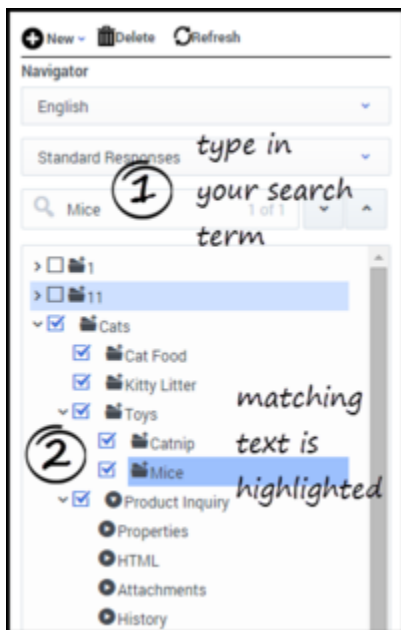 New Delete Refresh
Navigator
English
Standard Responses
type in
1
your search
Mice 1 of 1
term
1
11
Cats
Cat Food
Kitty Litter
Toys
matching
2
Catnip
text is
Mice
highlighted
Product Inquiry
Properties
HTML
Attachments
History